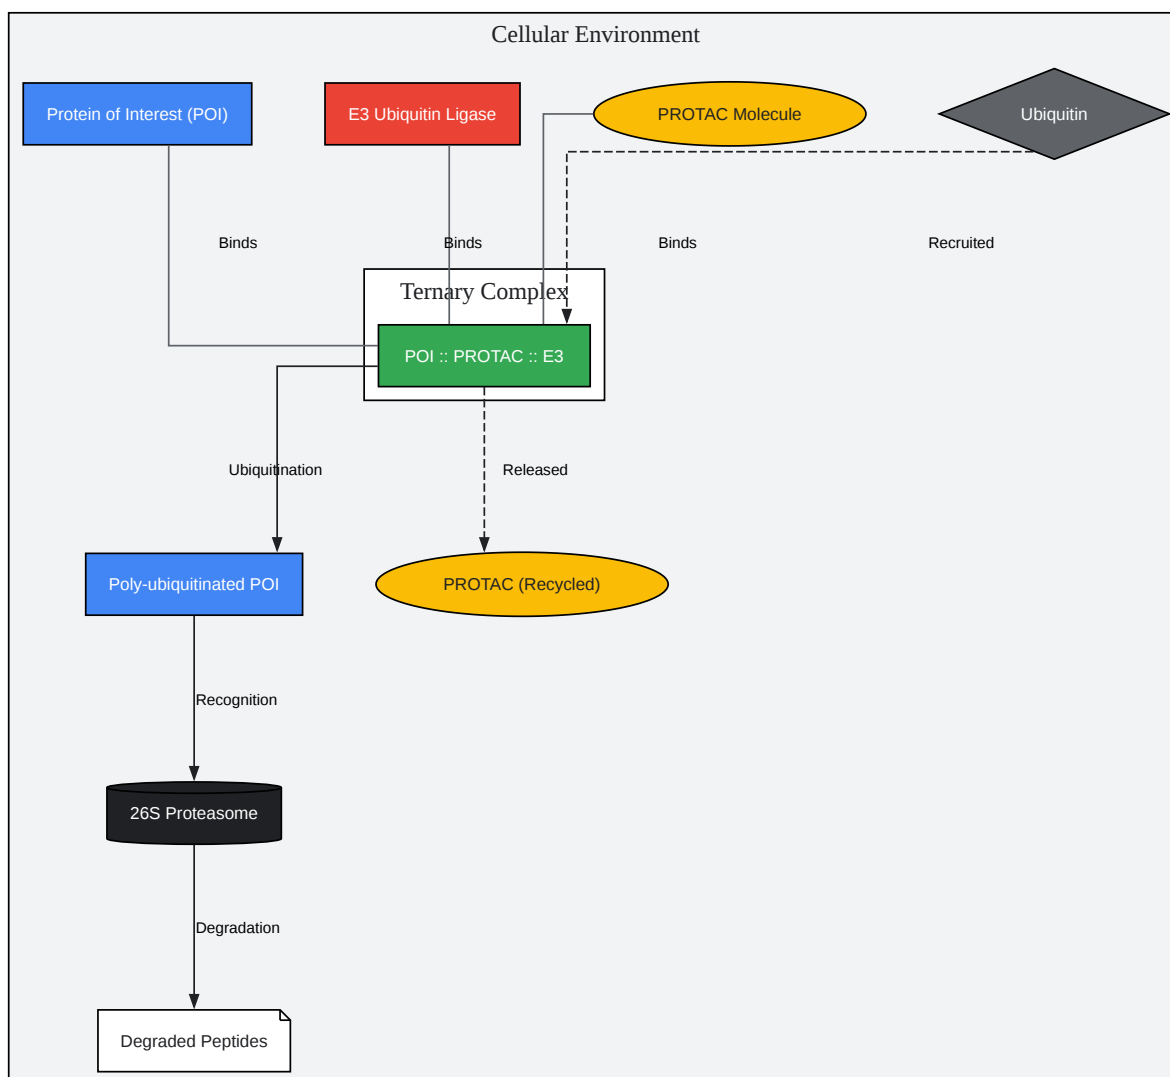 Cellular Environment
Protein of Interest (POI)
E3 Ubiquitin Ligase
PROTAC Molecule
Ubiquitin
Binds
Binds
Binds
Recruited
Ternary Complex
POI :: PROTAC :: E3
Ubiquitination
Released
Poly-ubiquitinated POI
PROTAC (Recycled)
Recognition
26S Proteasome
Degradation
Degraded Peptides